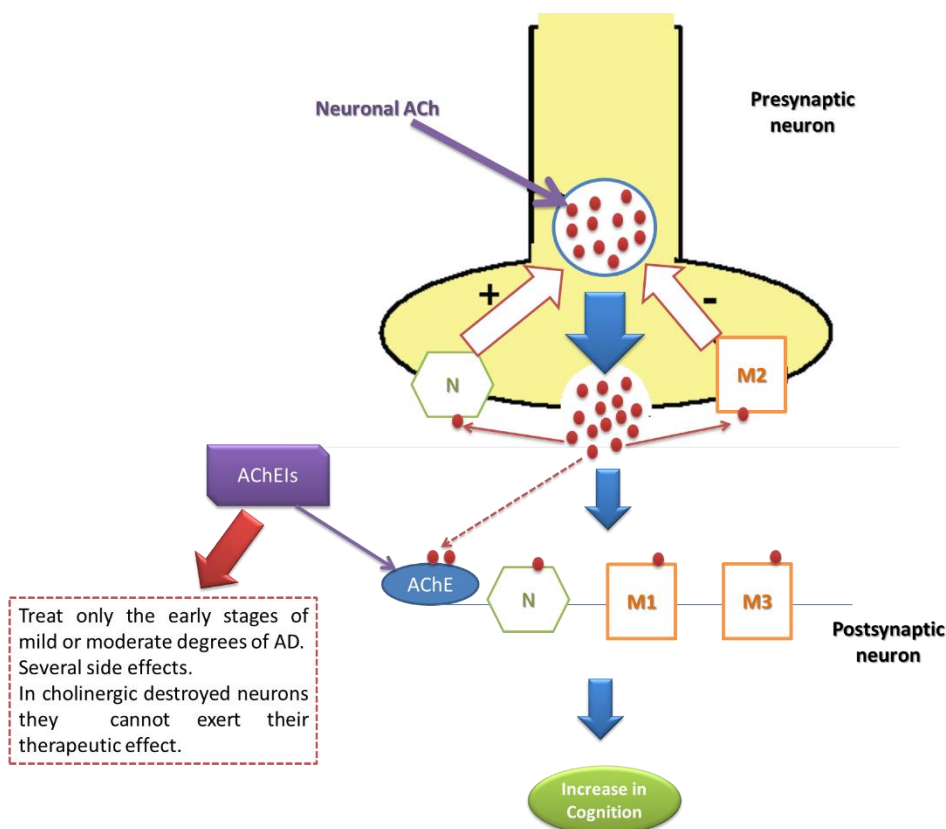 Neuronal ACh
Presynaptic
neuron
+
-
N
M2
AChEIs
AChE
N
M1
M3
Postsynaptic
neuron
Treat only the early stages of
mild or moderate degrees of AD.
Several side effects.
In cholinergic destroyed neurons
they cannot exert their
therapeutic effect.
Increase in
Cognition